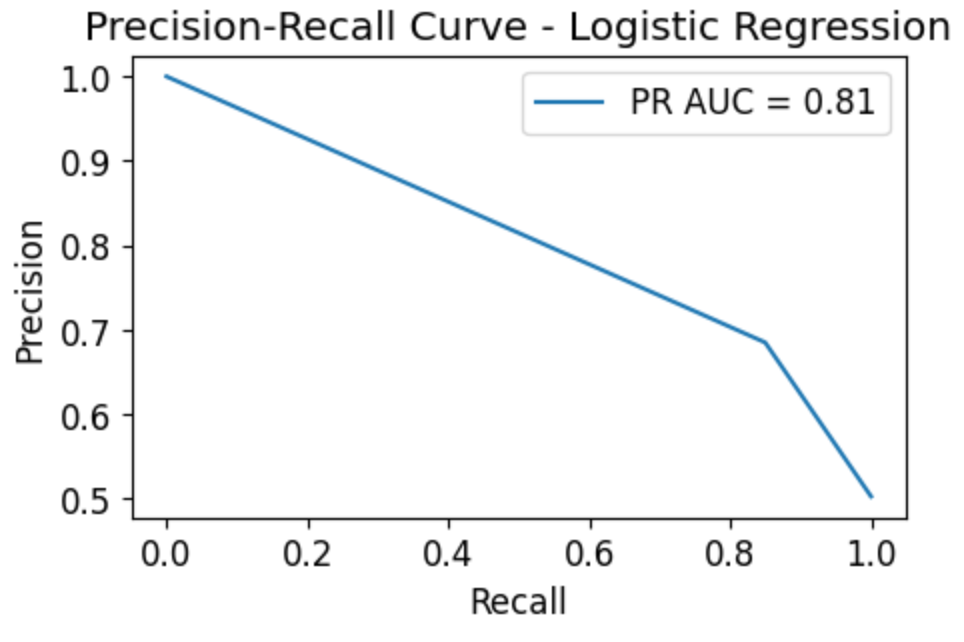 Precision-Recall Curve - Logistic Regression
PR AUC = 0.81
1.0
0.9
0.8
0.7
0.6
0.5
Precision
0.0 0.2 0.4 0.6 0.8 1.0
Recall